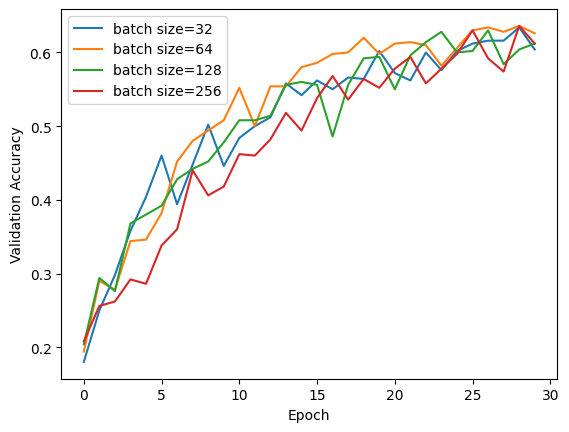 batch size=32
batch size=64
batch size=128
batch size=256
Validation Accuracy
0.6
0.5
0.4
0.3
0.2
0 5 10 15 20 25 30
Epoch